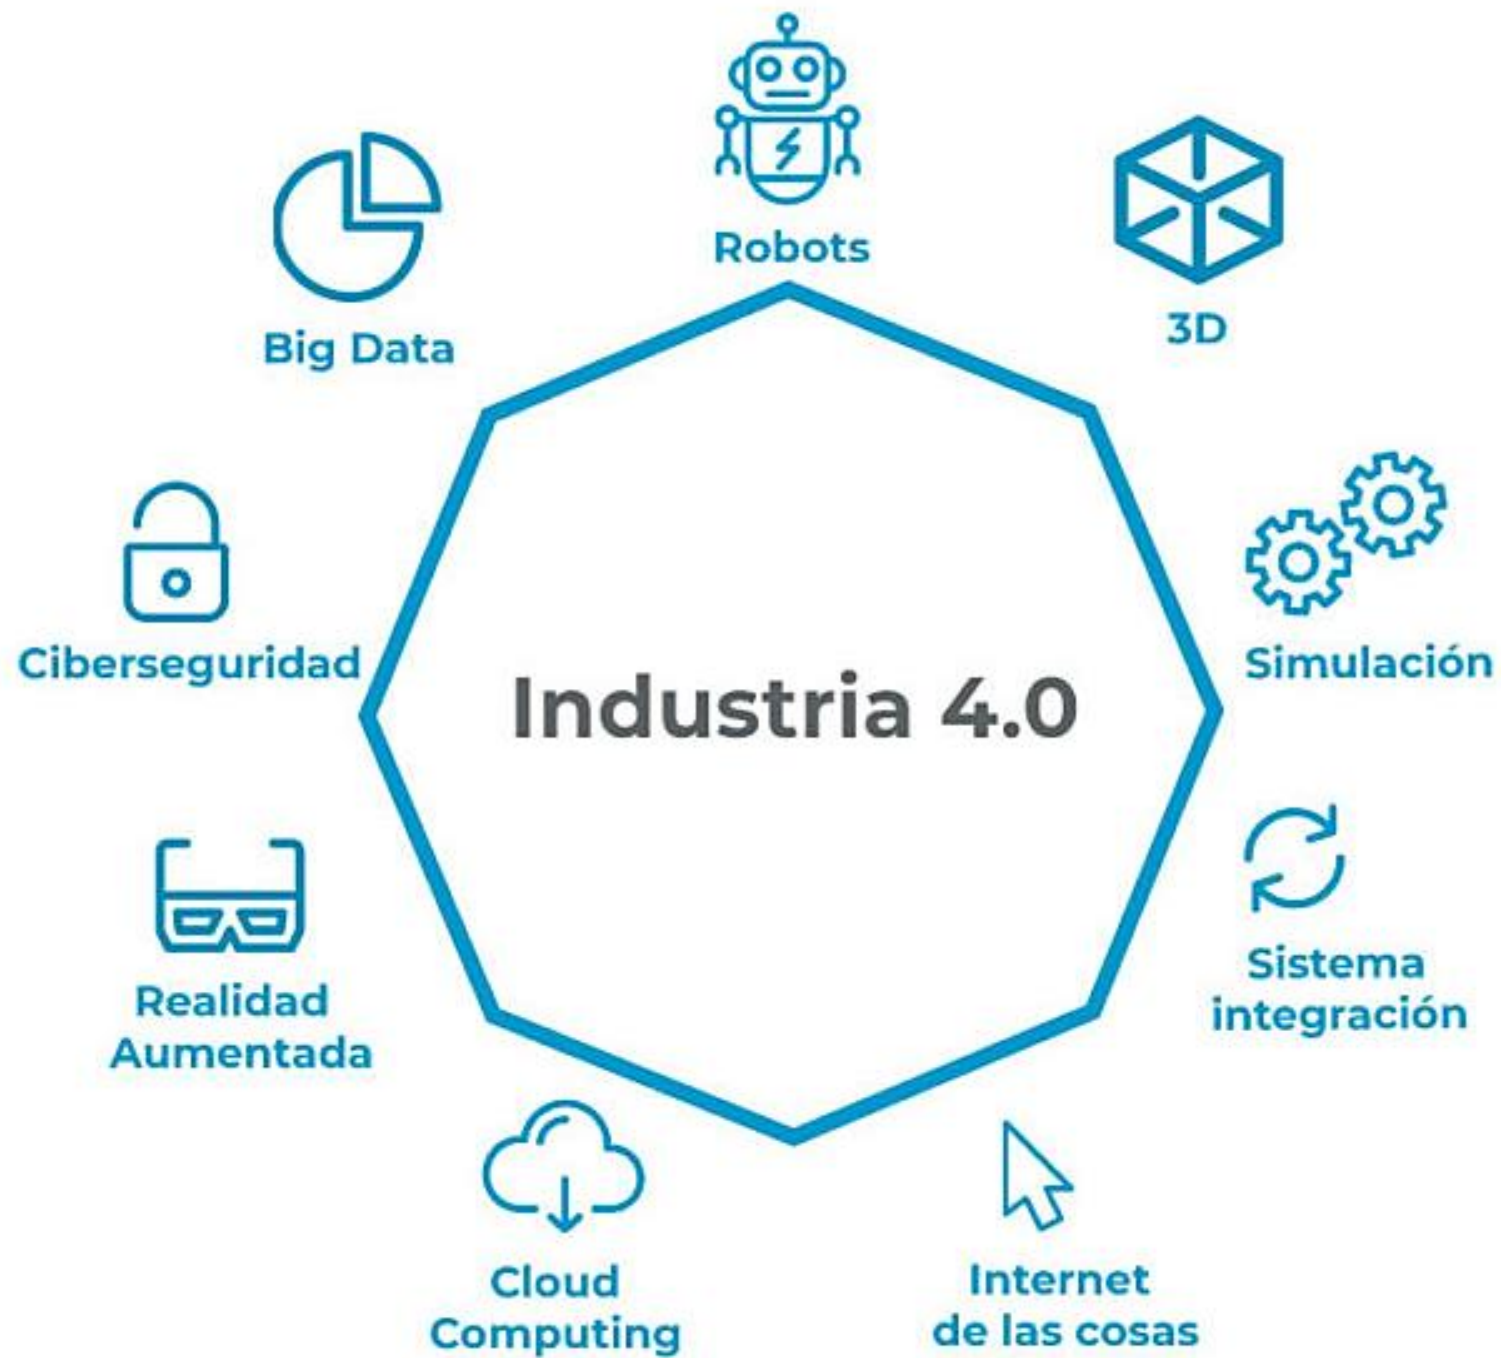 Robots
3D
Big Data
Simulación
Ciberseguridad
Industria 4.0
Sistema
integración
Realidad
Aumentada
Cloud
Computing
Internet
de las cosas